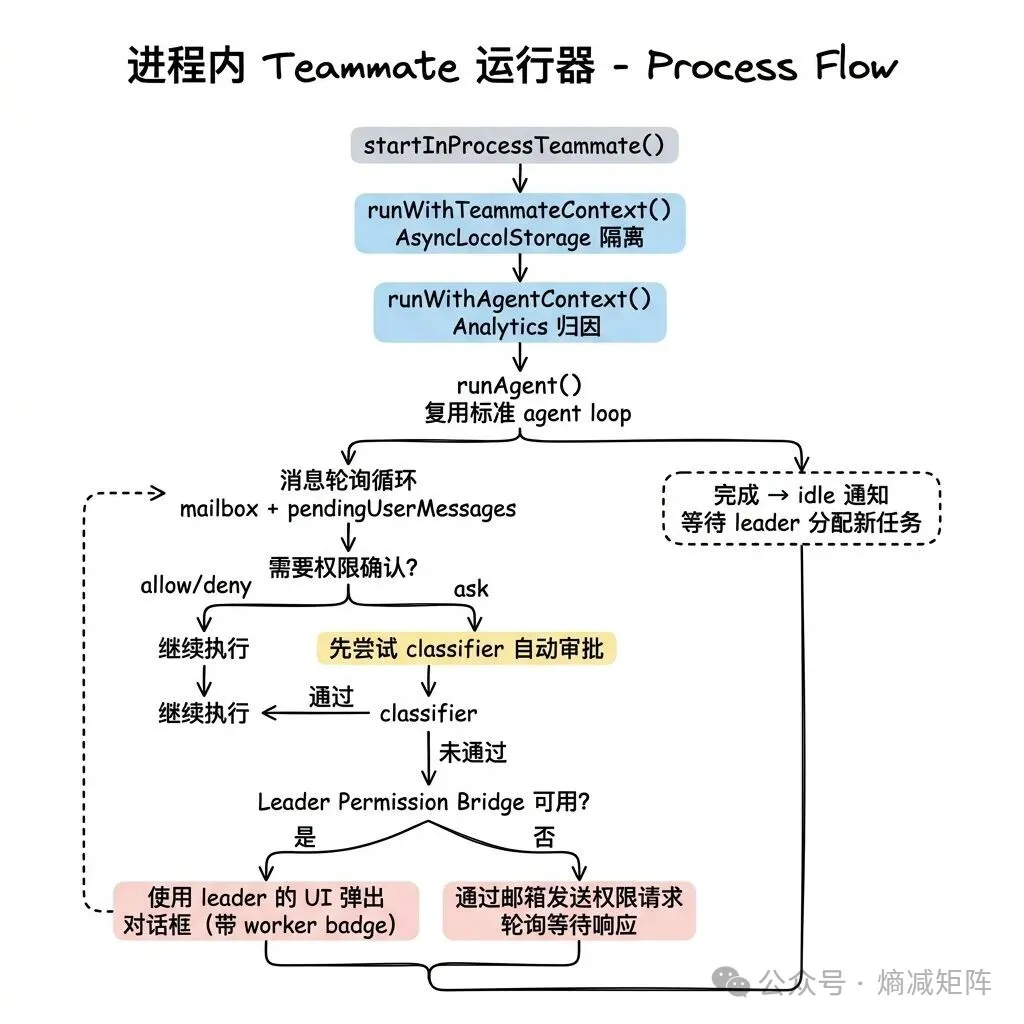 进程内 Teammate 运行器 - Process Flow
startInProcessTeammate()
runWithTeammateContext()
AsyncLocolStorage 隔离
runWithAgentContext()
Analytics 归因
runAgent()
复用标准 agent loop
消息轮询循环
mailbox + pendingUserMessages
完成 → idle 通知
等待 leader 分配新任务
需要权限确认?
allow/deny
ask
继续执行
先尝试 classifier 自动审批
继续执行
通过
classifier
未通过
Leader Permission Bridge 可用?
是
否
使用 leader 的 UI 弹出
对话框（带 worker badge）
通过邮箱发送权限请求
轮询等待响应
公众号 · 熵减矩阵